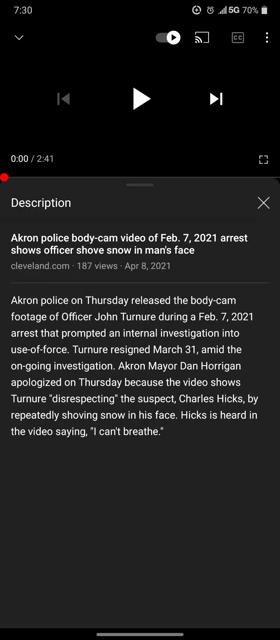 7:30
5G 70%
CC
0:00 / 2:41
Description
Akron police body-cam video of Feb. 7, 2021 arrest
shows officer shove snow in man's face
cleveland.com · 187 views · Apr 8, 2021
Akron police on Thursday released the body-cam
footage of Officer John Turnure during a Feb. 7, 2021
arrest that prompted an internal investigation into
use-of-force. Turnure resigned March 31, amid the
on-going investigation. Akron Mayor Dan Horrigan
apologized on Thursday because the video shows
Turnure "disrespecting" the suspect, Charles Hicks, by
repeatedly shoving snow in his face. Hicks is heard in
the video saying, "I can't breathe."